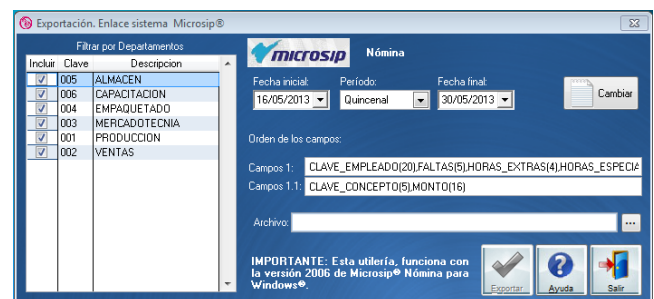 Exportación. Enlace sistema Microsip®
Filtrar por Departamentos
Incluir Clave Descripcion
005 ALMACEN
006 CAPACITACION
004 EMPAQUETADO
003 MERCADOTECNIA
001 PRODUCCION
002 VENTAS
microsip Nómina
Fecha inicial: Período: Fecha final:
16/05/2013 Quincenal 30/05/2013
Cambiar
Orden de los campos:
Campos 1: CLAVE_EMPLEADO(20),FALTAS(5),HORAS_EXTRAS(4),HORAS_ESPECIA
Campos 1.1: CLAVE_CONCEPTO(5),MONTO(16)
Archivo: ...
IMPORTANTE: Esta utilería, funciona con
la versión 2006 de Microsip® Nómina para
Windows®.
Exportar Ayuda Salir